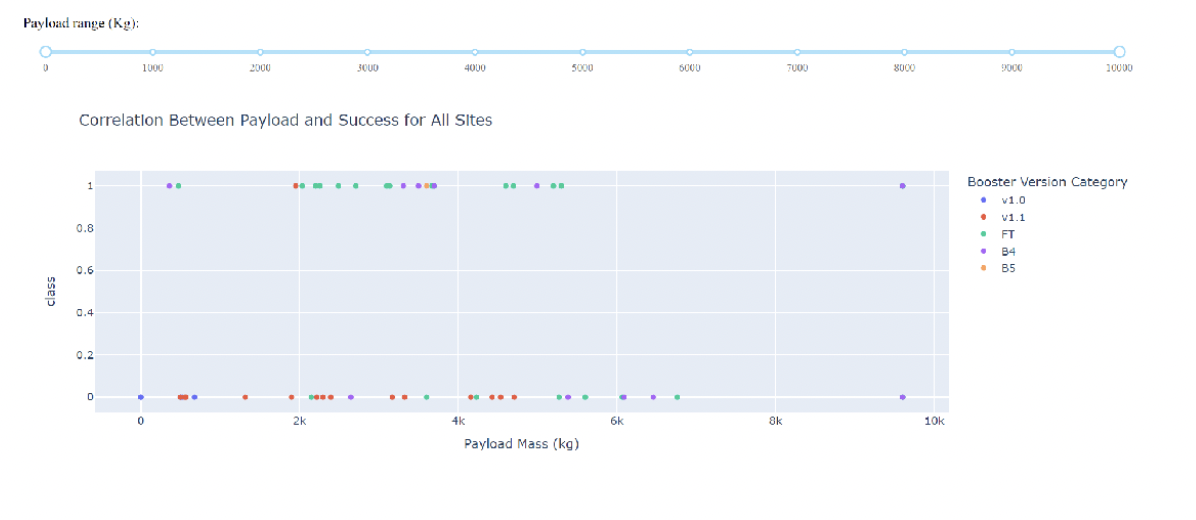 Payload range (Kg):
0 1000 2000 3000 4000 5000 6000 7000 8000 9000 10000
Correlation Between Payload and Success for All Sites
1
0.8
0.6
0.4
0.2
0
class
0 2k 4k 6k 8k 10k
Payload Mass (kg)
Booster Version Category
v1.0
v1.1
FT
B4
B5